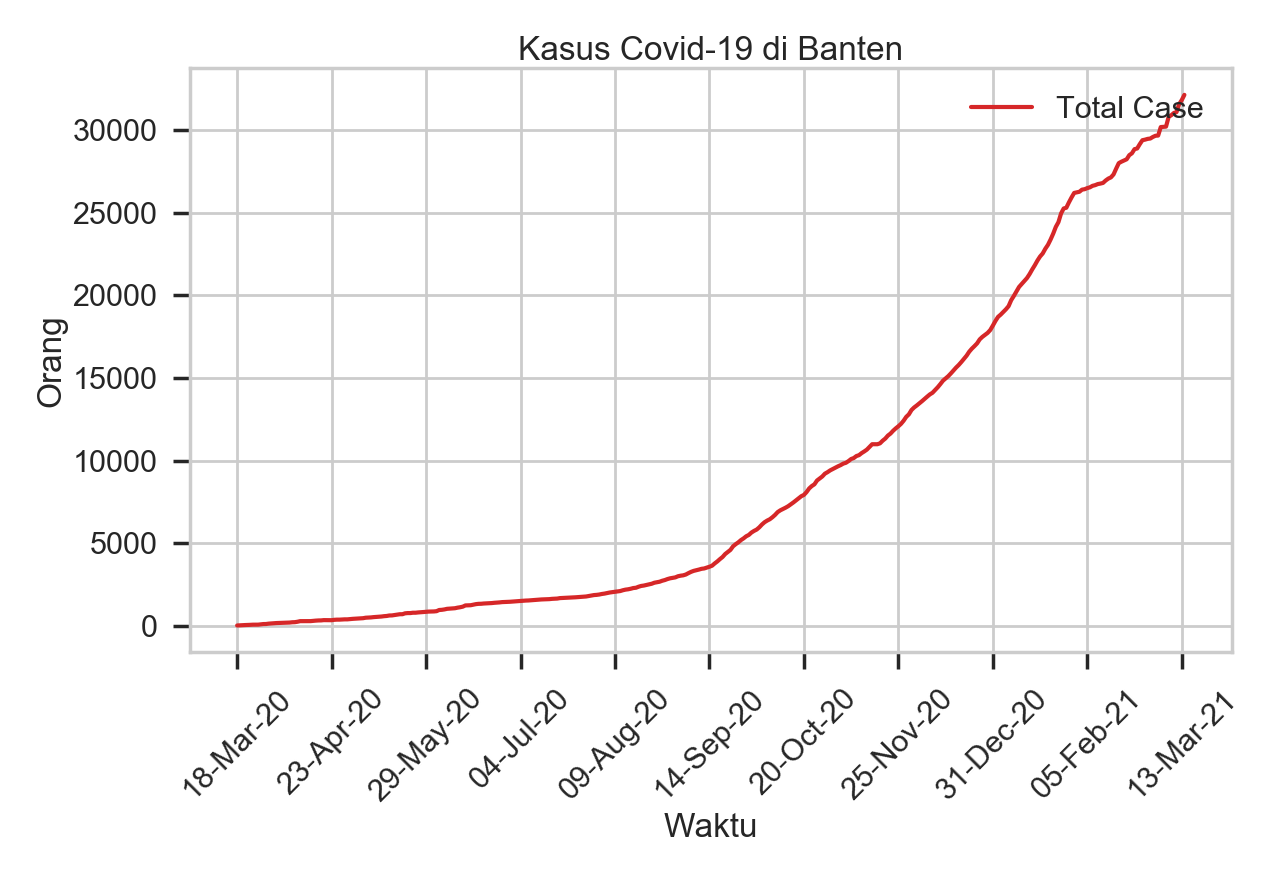 Kasus Covid-19 di Banten
Total Case
Orang
30000
25000
20000
15000
10000
5000
0
18-Mar-20
23-Apr-20
29-May-20
04-Jul-20
09-Aug-20
14-Sep-20
20-Oct-20
25-Nov-20
31-Dec-20
05-Feb-21
13-Mar-21
Waktu